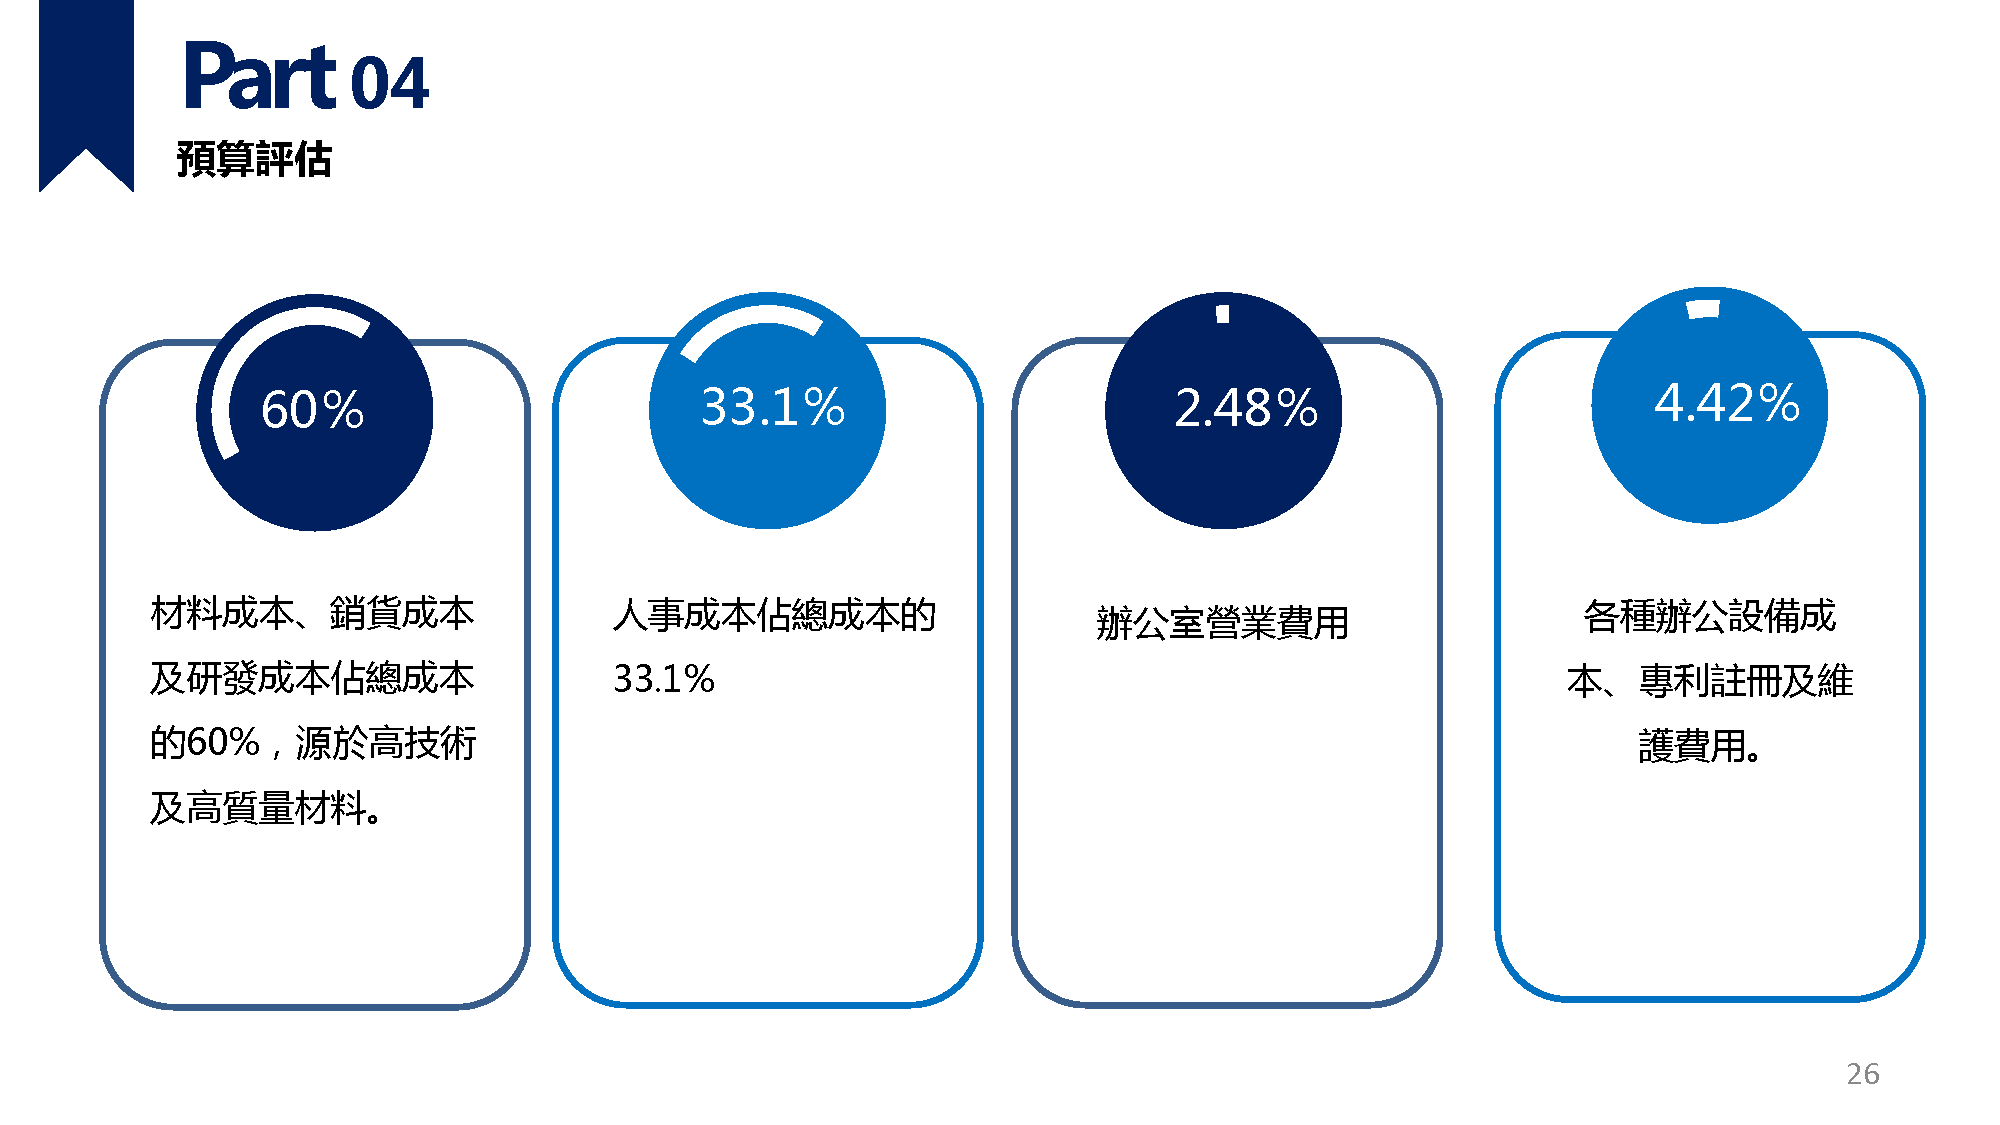 Part 04
預算評估
60%
材料成本、銷貨成本
及研發成本佔總成本
的60%，源於高技術
及高質量材料。
33.1%
人事成本佔總成本的
33.1%
2.48%
辦公室營業費用
4.42%
各種辦公設備成
本、專利註冊及維
護費用。
26